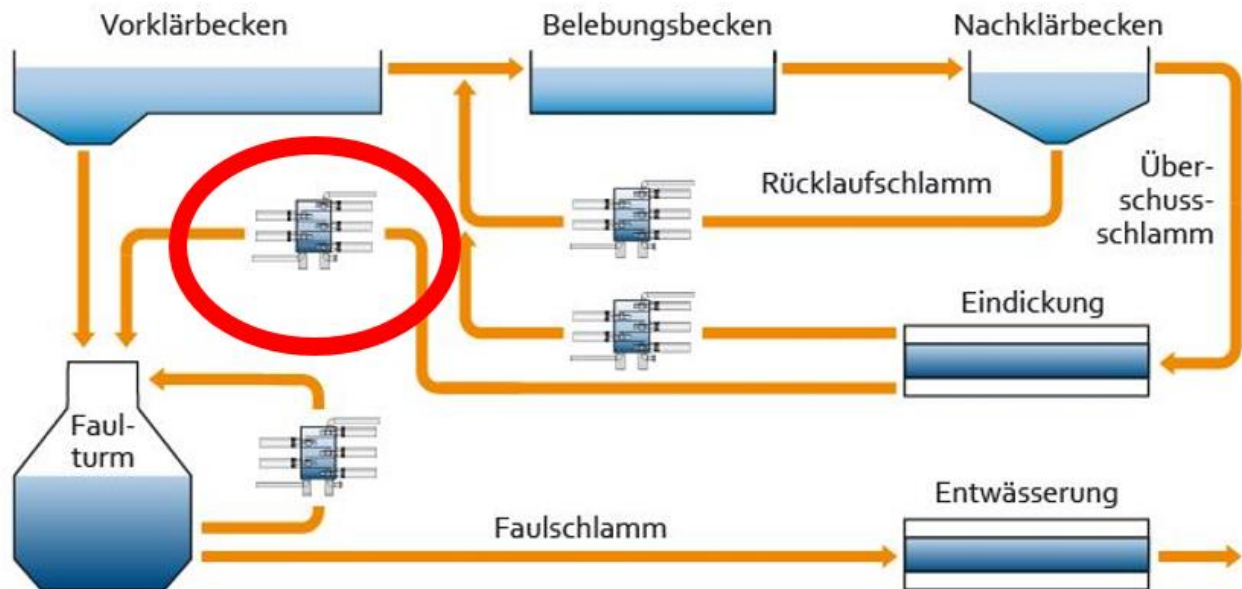 Vorklärbecken
Belebungsbecken
Nachklärbecken
Rücklaufschlamm
Über-
schuss-
schlamm
Eindickung
Faul-
turm
Entwässerung
Faulschlamm